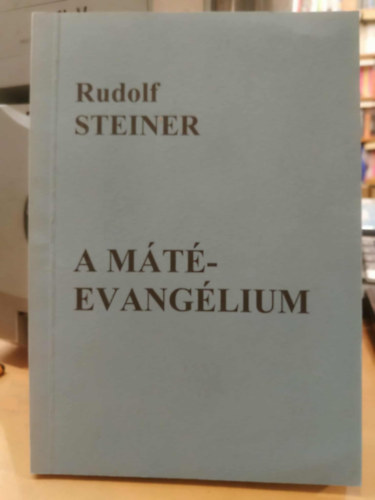 Rudolf
STEINER
A MÁTÉ-
EVANGÉLIUM